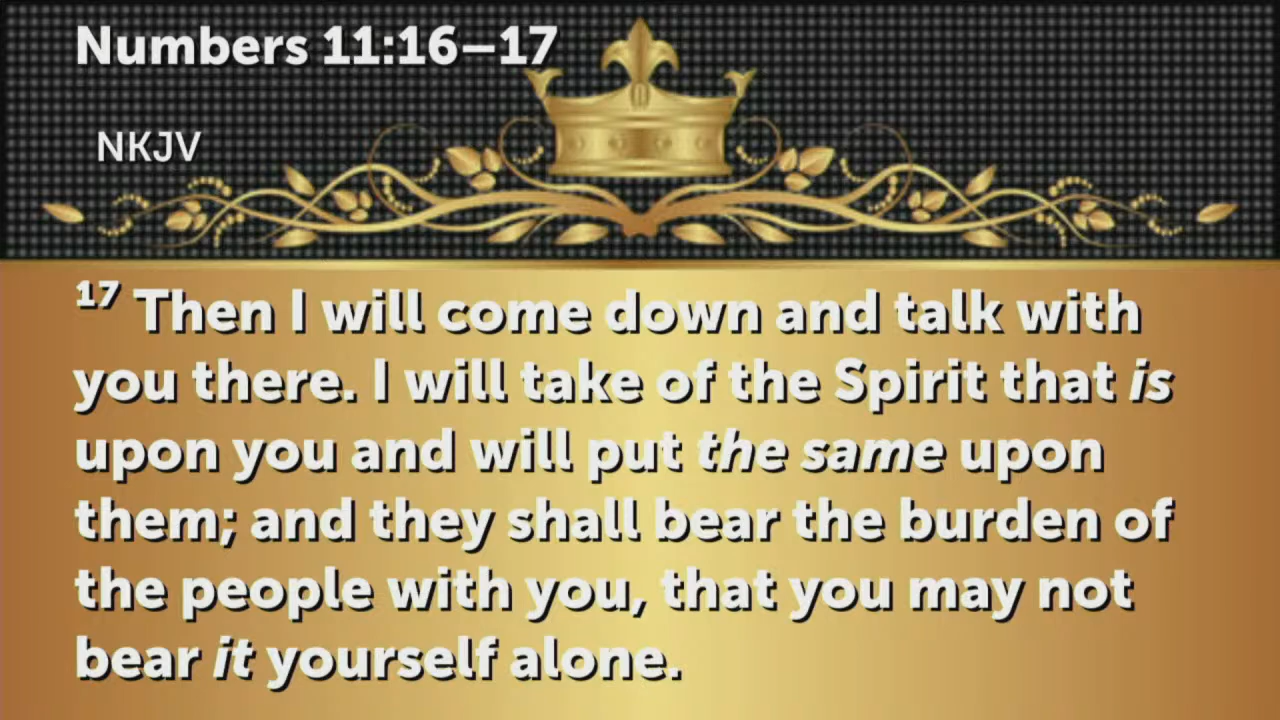 Numbers 11:16–17
NKJV
17 Then I will come down and talk with
you there. I will take of the Spirit that is
upon you and will put the same upon
them; and they shall bear the burden of
the people with you, that you may not
bear it yourself alone.